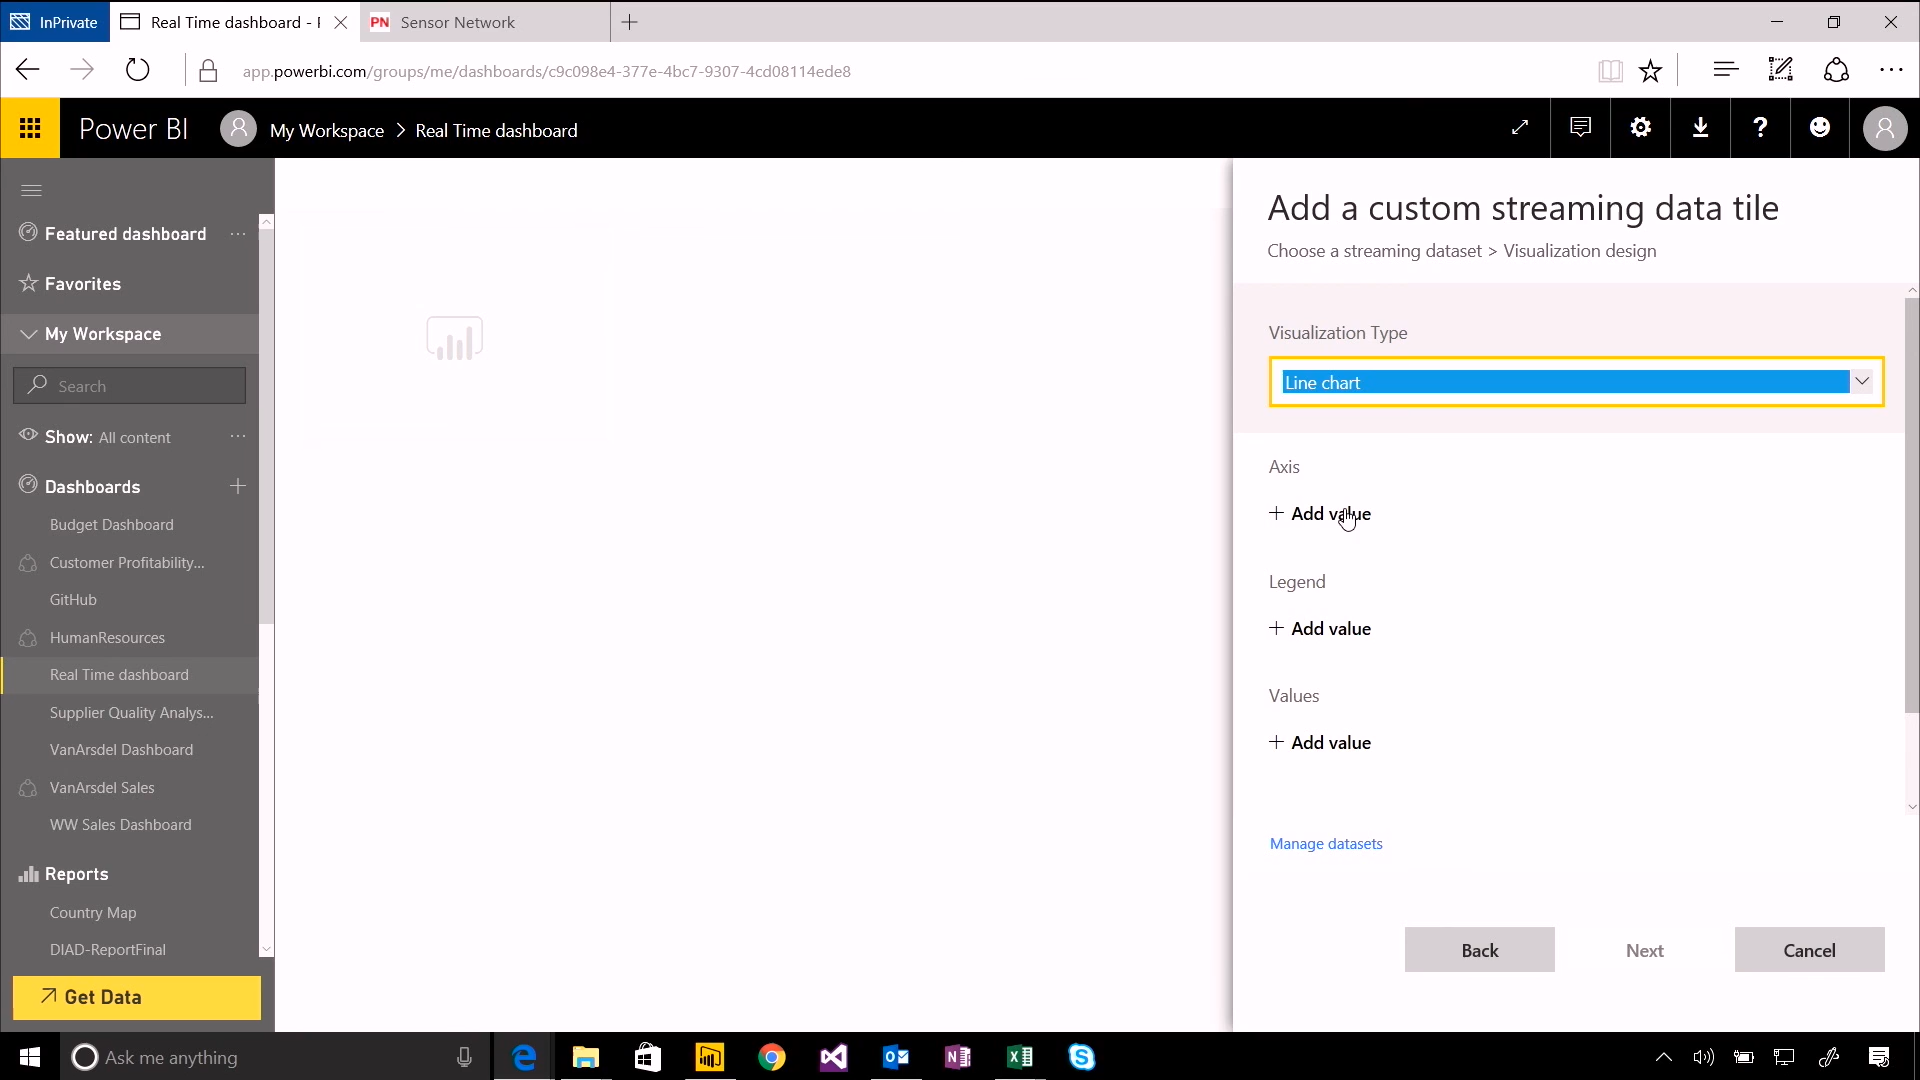 InPrivate
Real Time dashboard -
PN Sensor Network
app.powerbi.com/groups/me/dashboards/c9c098e4-377e-4bc7-9307-4cd08114ede8
Power BI
My Workspace > Real Time dashboard
?
Featured dashboard
Favorites
My Workspace
Search
Show: All content
Dashboards
Budget Dashboard
Customer Profitability...
GitHub
HumanResources
Real Time dashboard
Supplier Quality Analys...
VanArsdel Dashboard
VanArsdel Sales
WW Sales Dashboard
Reports
Country Map
DIAD-ReportFinal
Get Data
Add a custom streaming data tile
Choose a streaming dataset > Visualization design
Visualization Type
Line chart
Axis
+ Add value
Legend
+ Add value
Values
+ Add value
Manage datasets
Back
Next
Cancel
Ask me anything